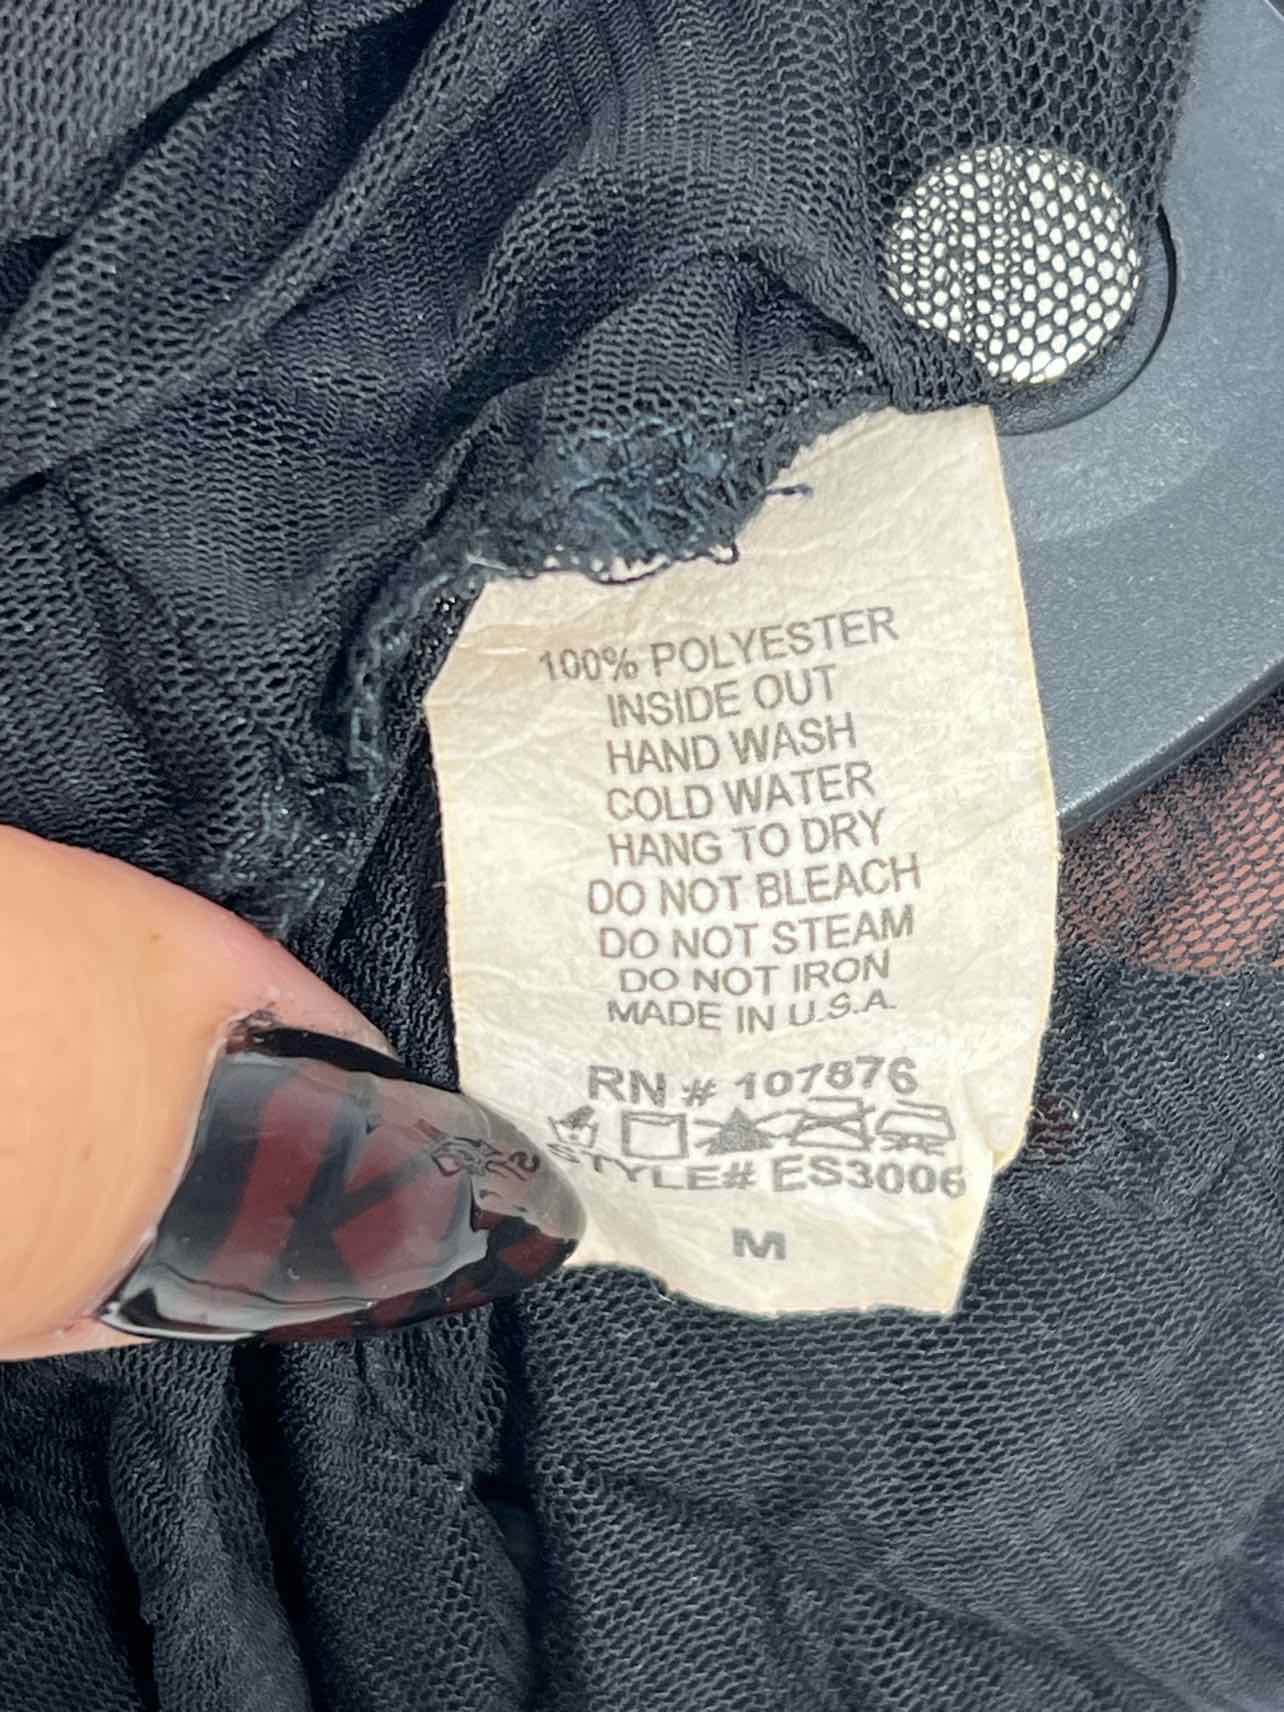 100% POLYESTER
INSIDE OUT
HAND WASH
COLD WATER
HANG TO DRY
DO NOT BLEACH
DO NOT STEAM
DO NOT IRON
MADE IN U.S.A.
RN # 107876
STYLE# ES3006
M